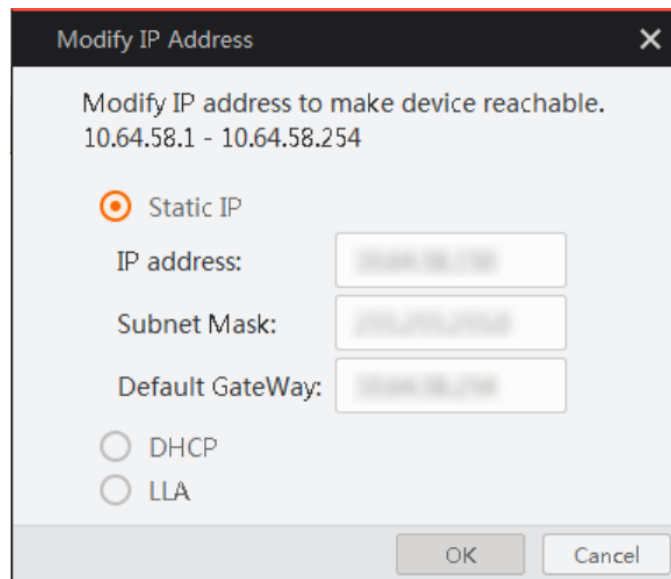 Modify IP Address
Modify IP address to make device reachable.
10.64.58.1 - 10.64.58.254
Static IP
IP address:
Subnet Mask:
Default GateWay:
DHCP
LLA
OK
Cancel